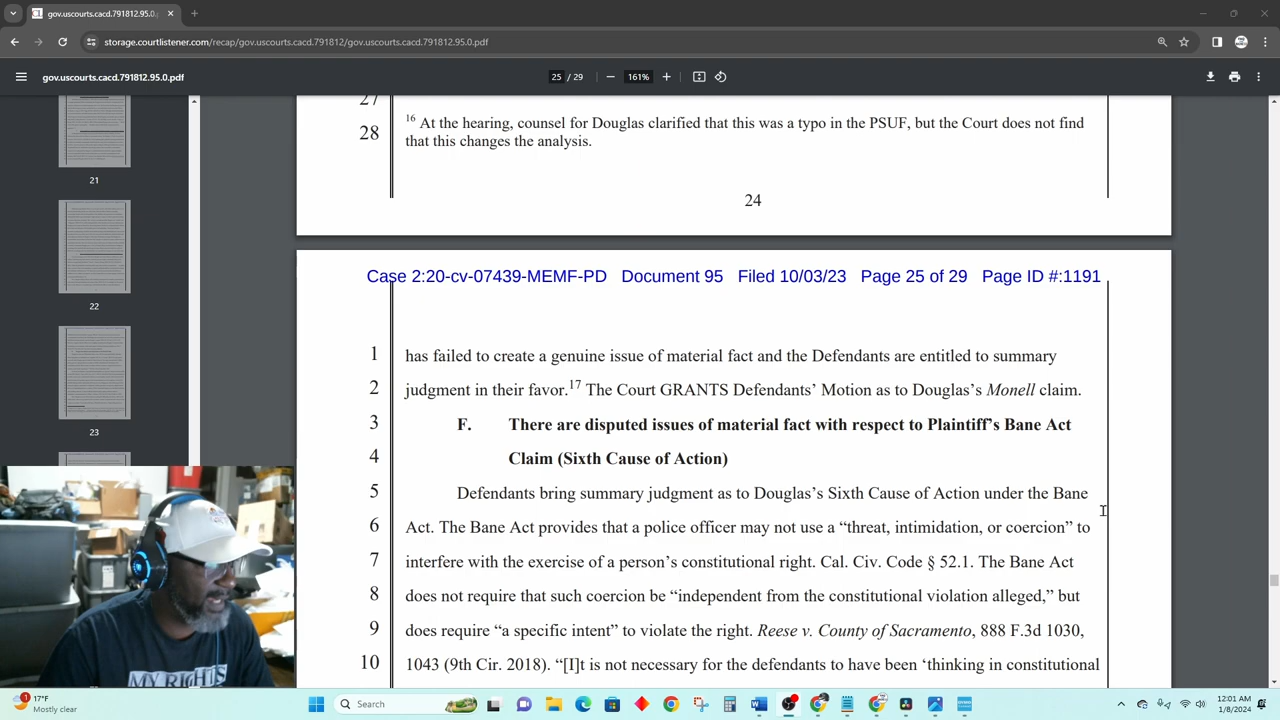 gov.uscourts.cacd.791812.95.0.p
storage.courtlistener.com/recap/gov.uscourts.cacd.791812/gov.uscourts.cacd.791812.95.0.pdf
gov.uscourts.cacd.791812.95.0.pdf
25 / 29
161%
21
22
23
27
28
16 At the hearing, counsel for Douglas clarified that this was a typo in the PSUF, but the Court does not find
that this changes the analysis.
24
Case 2:20-cv-07439-MEMF-PD Document 95 Filed 10/03/23 Page 25 of 29 Page ID #:1191
1 has failed to create a genuine issue of material fact and the Defendants are entitled to summary
2 judgment in their favor.17 The Court GRANTS Defendants’ Motion as to Douglas’s Monell claim.
3 F. There are disputed issues of material fact with respect to Plaintiff’s Bane Act
4 Claim (Sixth Cause of Action)
5 Defendants bring summary judgment as to Douglas’s Sixth Cause of Action under the Bane
6 Act. The Bane Act provides that a police officer may not use a “threat, intimidation, or coercion” to
7 interfere with the exercise of a person’s constitutional right. Cal. Civ. Code § 52.1. The Bane Act
8 does not require that such coercion be “independent from the constitutional violation alleged,” but
9 does require “a specific intent” to violate the right. Reese v. County of Sacramento, 888 F.3d 1030,
10 1043 (9th Cir. 2018). “[I]t is not necessary for the defendants to have been ‘thinking in constitutional
MY RIGHTS
1
17°F
Mostly clear
Search
12:01 AM
1/8/2024